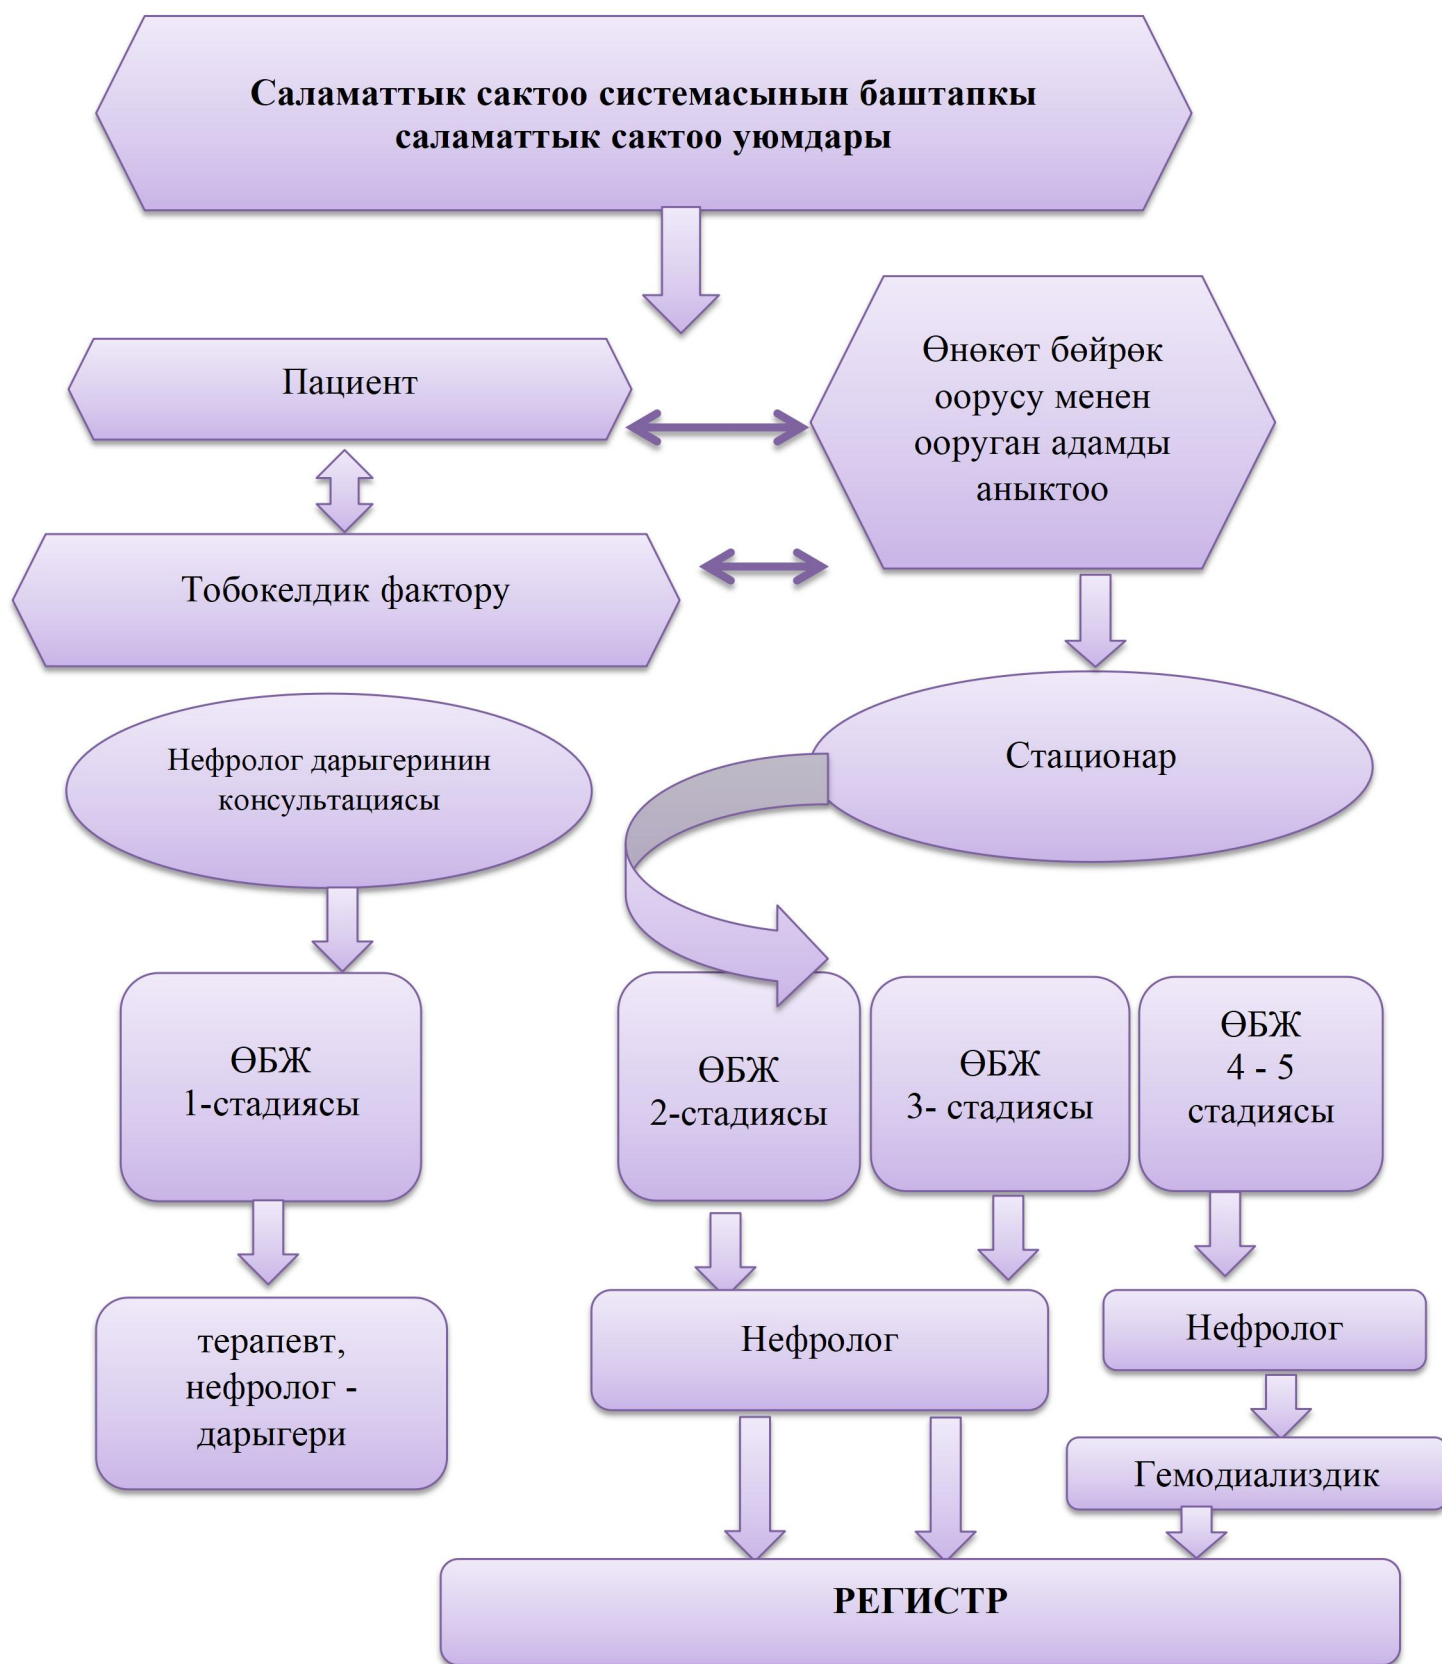 Саламаттык сактоо системасынын баштапкы
саламаттык сактоо уюмдары
Пациент
Өнөкөт бөйрөк
оорусу менен
ооруган адамды
аныктоо
Тобокелдик фактору
Нефролог дарыгеринин
консультациясы
Стационар
ӨБЖ
1-стадиясы
ӨБЖ
2-стадиясы
ӨБЖ
3- стадиясы
ӨБЖ
4 - 5
стадиясы
терапевт,
нефролог -
дарыгери
Нефролог
Нефролог
Гемодиализдик
РЕГИСТР